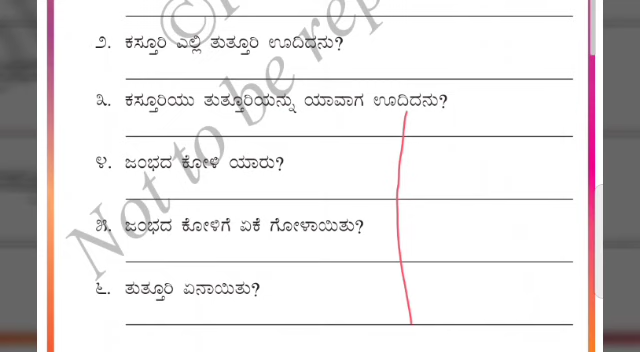 ೨. ಕಸ್ತೂರಿ ಎಲ್ಲಿ ತುತ್ತೂರಿ ಊದಿದನು?
೩. ಕಸ್ತೂರಿಯು ತುತ್ತೂರಿಯನ್ನು ಯಾವಾಗ ಊದಿದನು?
೪. ಜಂಭದ ಕೋಳಿ ಯಾರು?
೫. ಜಂಭದ ಕೋಳಿಗೆ ಏಕೆ ಗೋಳಾಯಿತು?
೬. ತುತ್ತೂರಿ ಏನಾಯಿತು?
Not to be rep